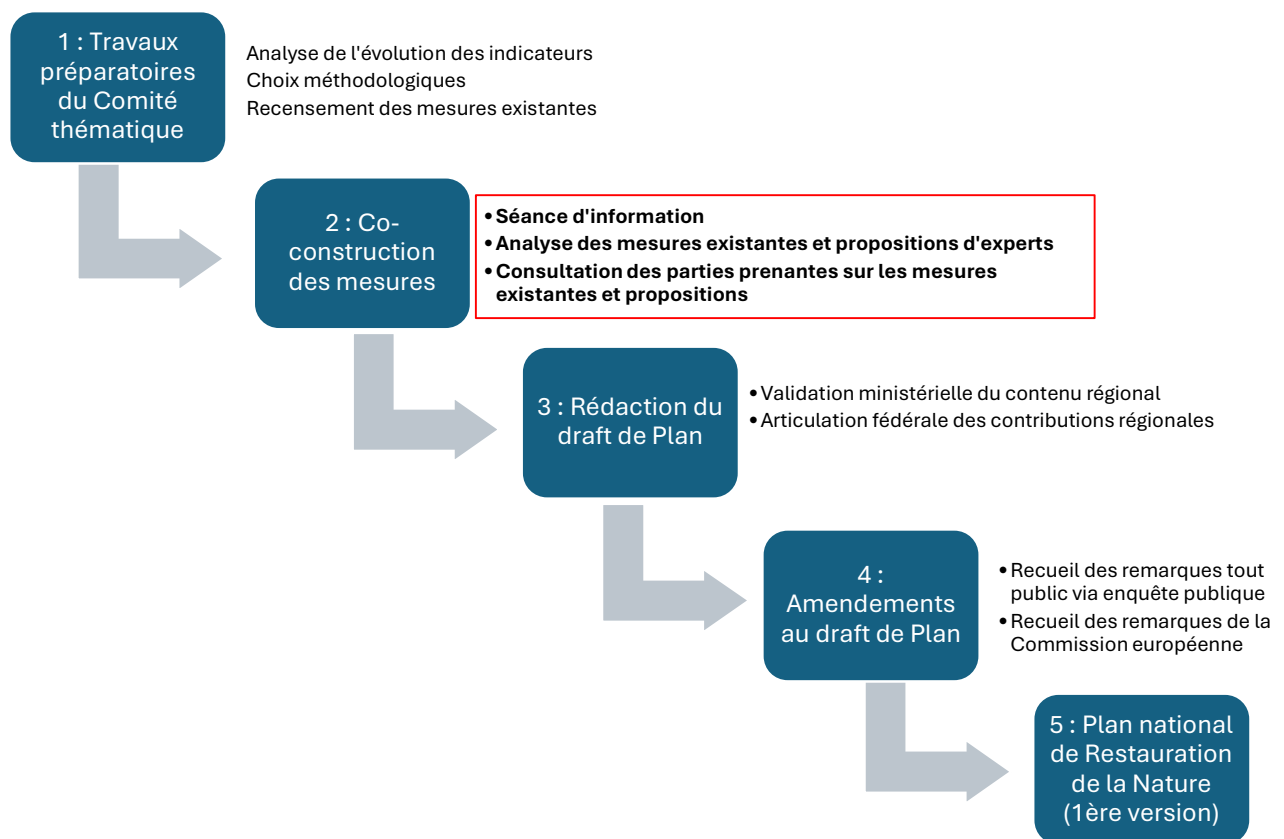 1 : Travaux
préparatoires
du Comité
thématique
Analyse de l'évolution des indicateurs
Choix méthodologiques
Recensement des mesures existantes
2 : Co-
construction
des mesures
•Séance d'information
•Analyse des mesures existantes et propositions d'experts
•Consultation des parties prenantes sur les mesures
existantes et propositions
3 : Rédaction du
draft de Plan
•Validation ministérielle du contenu régional
•Articulation fédérale des contributions régionales
4 :
Amendements
au draft de Plan
•Recueil des remarques tout
public via enquête publique
•Recueil des remarques de la
Commission européenne
5 : Plan national
de Restauration
de la Nature
(1ère version)